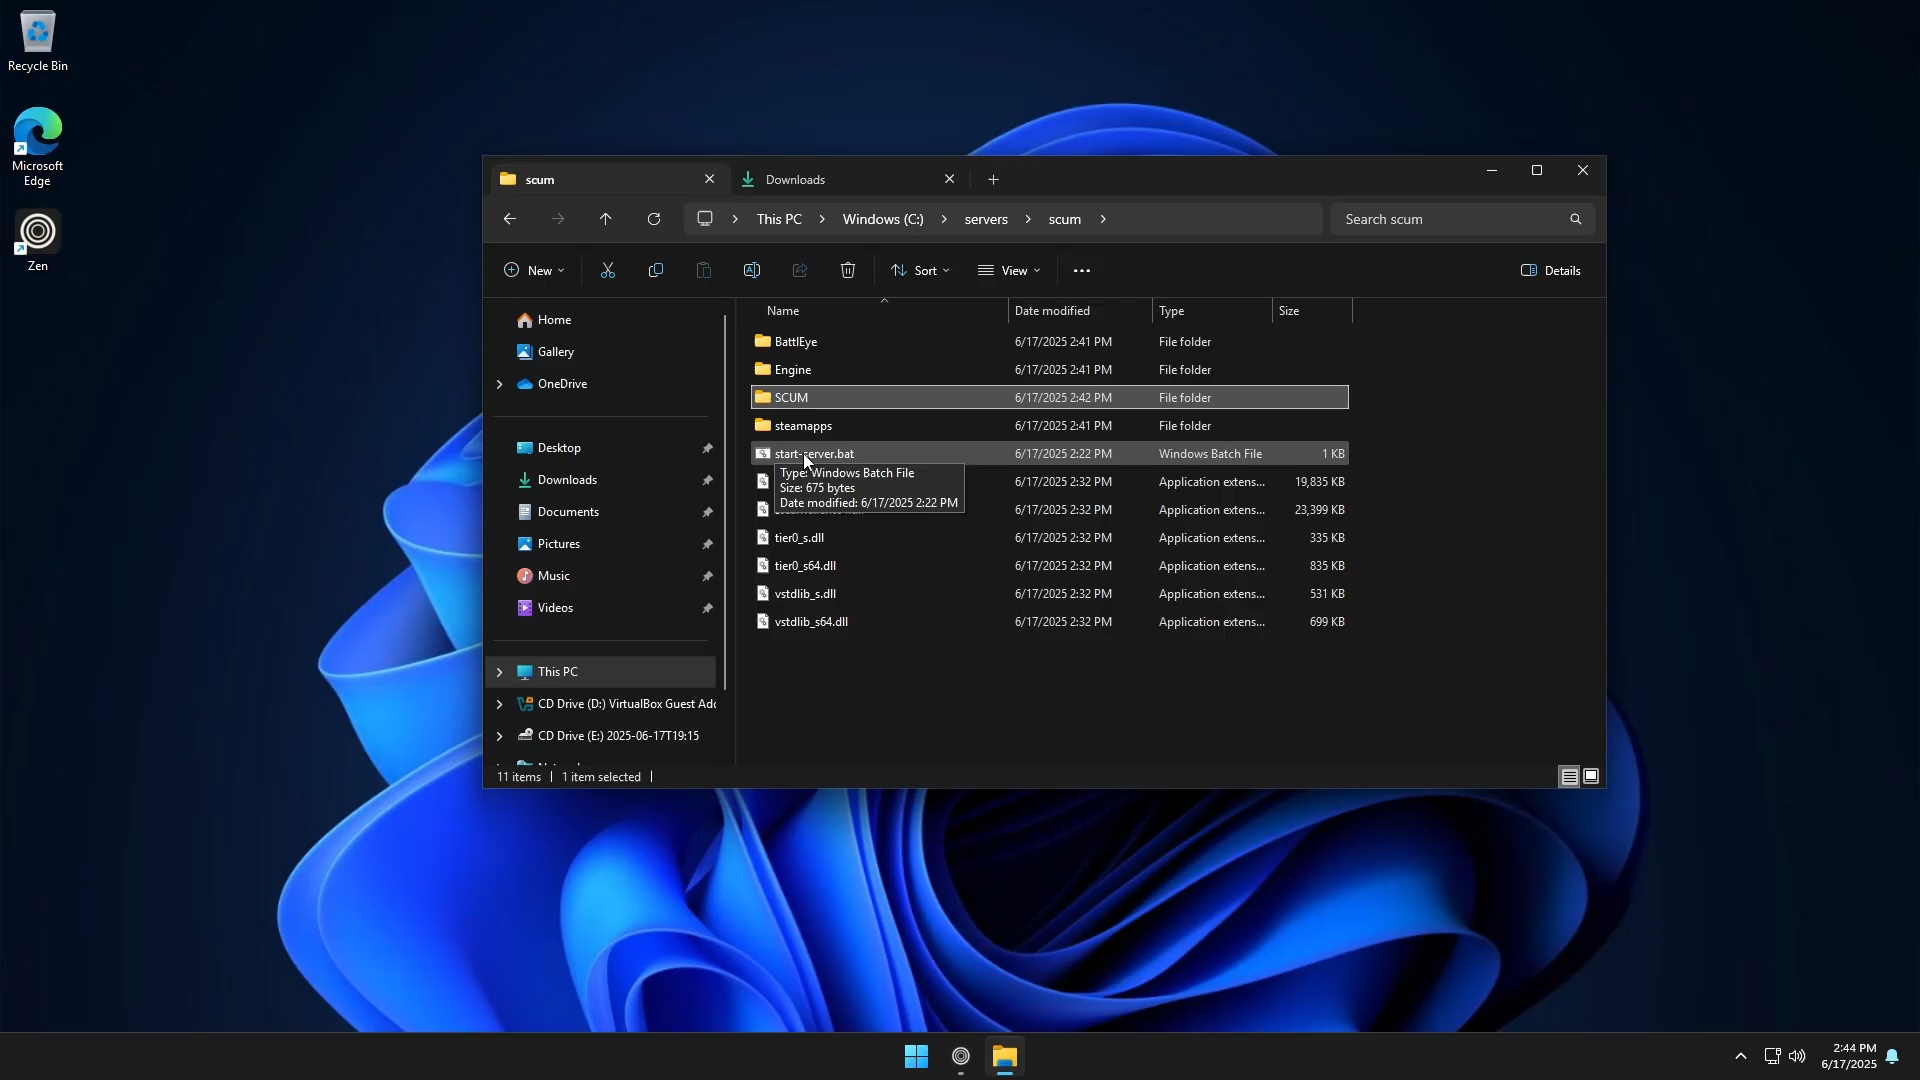 Recycle Bin
Microsoft
Edge
Zen
scum
Downloads
This PC
Windows (C:)
servers
scum
Search scum
New
Sort
View
Details
Home
Gallery
OneDrive
Desktop
Downloads
Documents
Pictures
Music
Videos
This PC
CD Drive (D:) VirtualBox Guest Ad
CD Drive (E:) 2025-06-17T19:15
Name Date modified Type Size
BattlEye 6/17/2025 2:41 PM File folder
Engine 6/17/2025 2:41 PM File folder
SCUM 6/17/2025 2:42 PM File folder
steamapps 6/17/2025 2:41 PM File folder
start-server.bat 6/17/2025 2:22 PM Windows Batch File 1 KB
Type: Windows Batch File
Size: 675 bytes
Date modified: 6/17/2025 2:22 PM
6/17/2025 2:32 PM Application extens... 19,835 KB
6/17/2025 2:32 PM Application extens... 23,399 KB
tier0_s.dll 6/17/2025 2:32 PM Application extens... 335 KB
tier0_s64.dll 6/17/2025 2:32 PM Application extens... 835 KB
vstdlib_s.dll 6/17/2025 2:32 PM Application extens... 531 KB
vstdlib_s64.dll 6/17/2025 2:32 PM Application extens... 699 KB
11 items 1 item selected
2:44 PM
6/17/2025